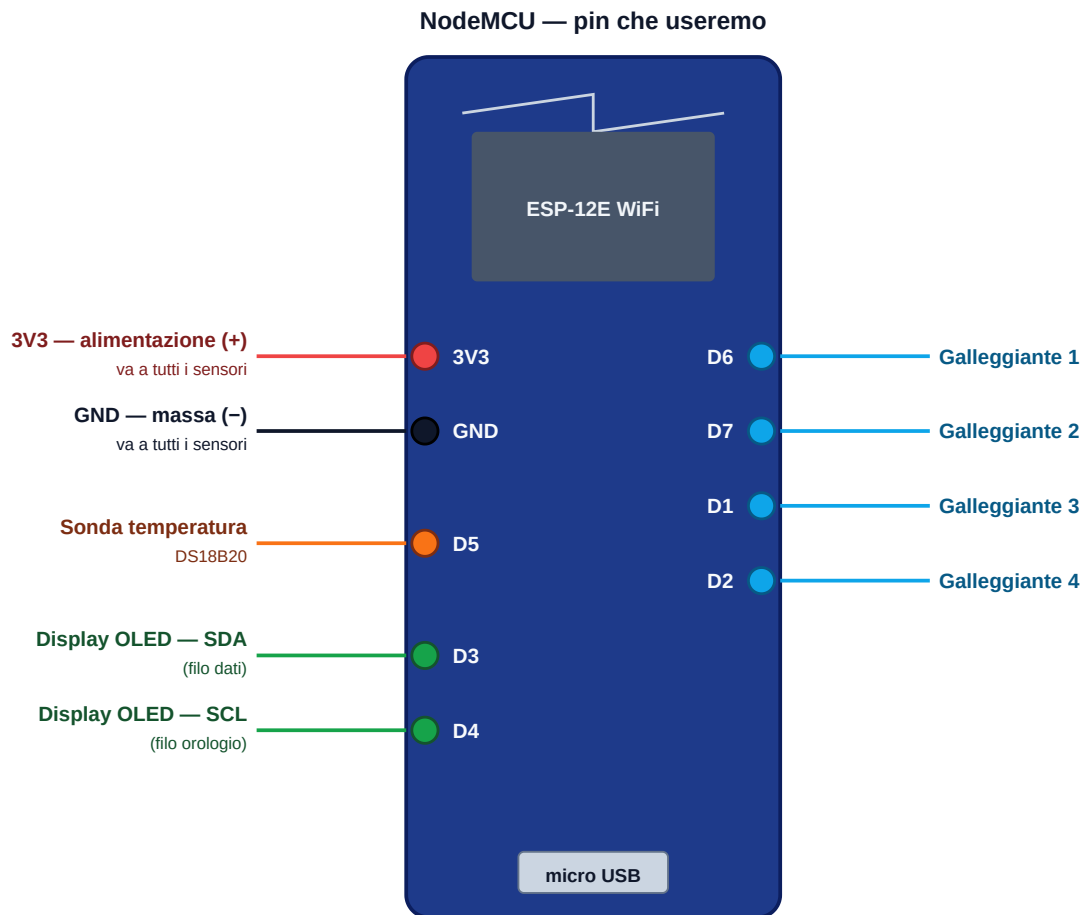 NodeMCU — pin che useremo
ESP-12E WiFi
3V3 — alimentazione (+)
va a tutti i sensori
3V3
GND — massa (−)
va a tutti i sensori
GND
Sonda temperatura
DS18B20
D5
Display OLED — SDA
(filo dati)
D3
Display OLED — SCL
(filo orologio)
D4
D6
Galleggiante 1
D7
Galleggiante 2
D1
Galleggiante 3
D2
Galleggiante 4
micro USB